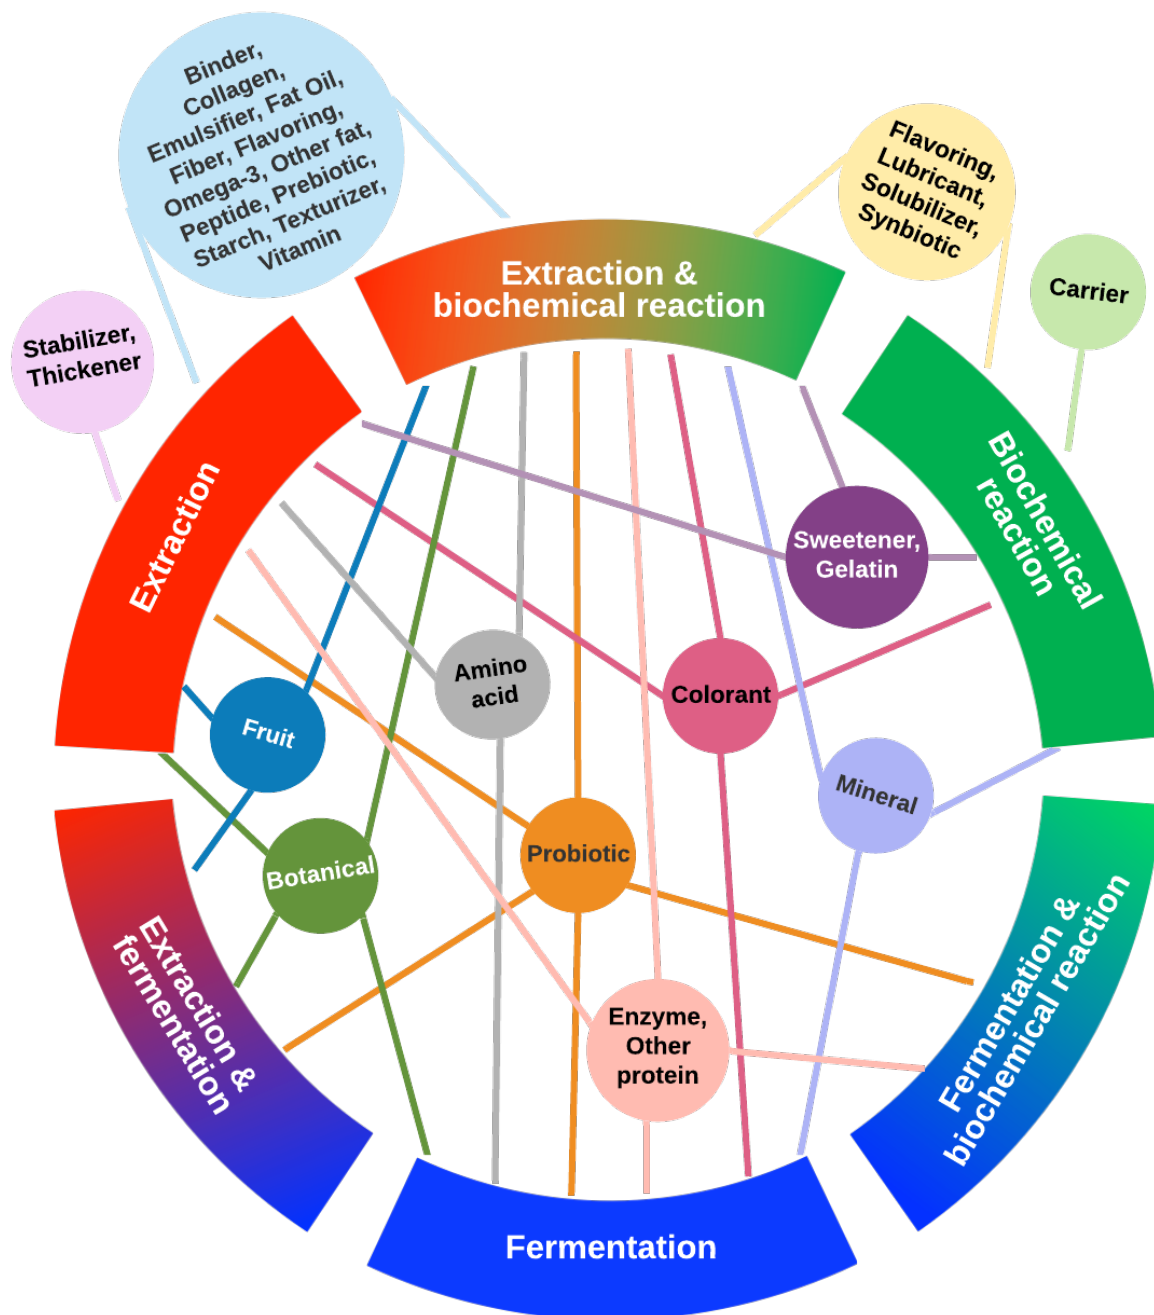 Binder,
Collagen,
Emulsifier, Fat Oil,
Fiber, Flavoring,
Omega-3, Other fat,
Peptide, Prebiotic,
Starch, Texturizer,
Vitamin
Flavoring,
Lubricant,
Solubilizer,
Synbiotic
Carrier
Stabilizer,
Thickener
Extraction &
biochemical reaction
Extraction
Biochemical
reaction
Sweetener,
Gelatin
Amino
acid
Colorant
Fruit
Mineral
Botanical
Probiotic
Extraction &
fermentation
Enzyme,
Other
protein
Fermentation &
biochemical reaction
Fermentation